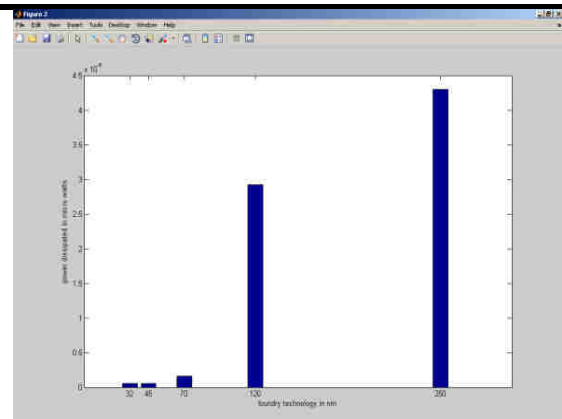 Figure 2
File Edit View Insert Tools Desktop Window Help
x 10
4.5
4
3.5
3
2.5
2
1.5
1
0.5
0
power dissipated in micro watts
32 45 70 120 350
foundry technology in nm